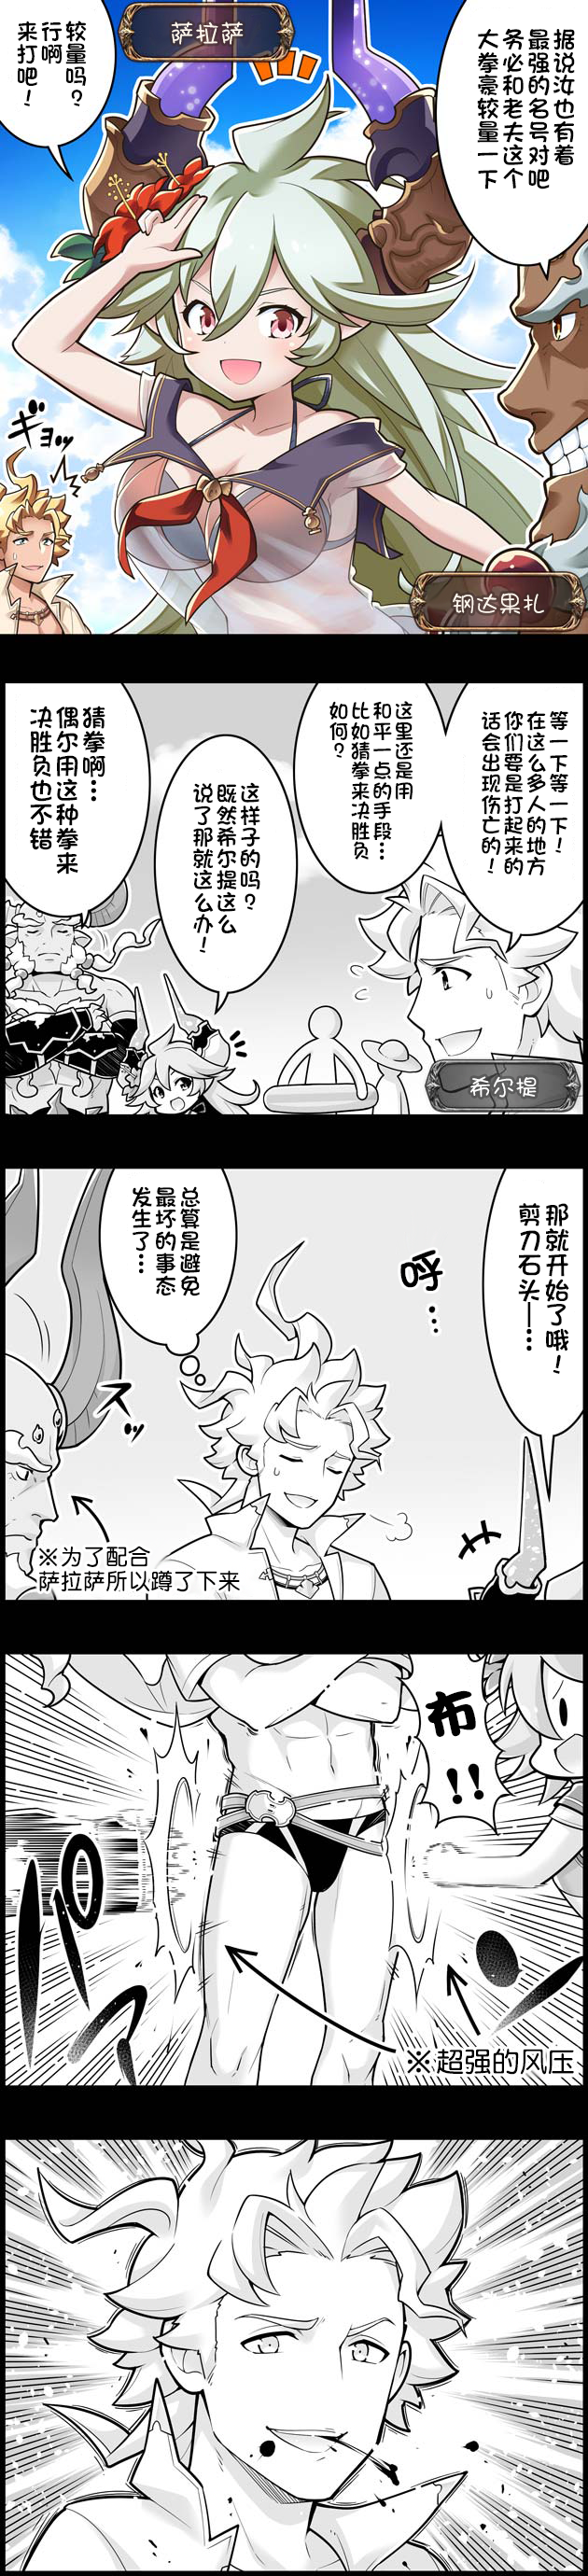 据说汝也有着
最强的名号对吧
务必和老夫这个
大拳豪较量一下
萨拉萨
较量吗？
行啊
来打吧！
ギョッ
钢达果扎
等一下等一下！
在这么多人的地方
你们要是打起来的
话会出现伤亡的！
这里还是用
和平一点的手段…
比如猜拳来决胜负
如何？
这样子的吗？
既然希尔提这么
说了那就这么办！
猜拳啊…
偶尔用这种拳来
决胜负也不错
希尔提
那就开始了哦！
剪刀石头—…
呼…
总算是避免
最坏的事态
发生了…
スッ
※为了配合
萨拉萨所以蹲了下来
布!!
※超强的风压